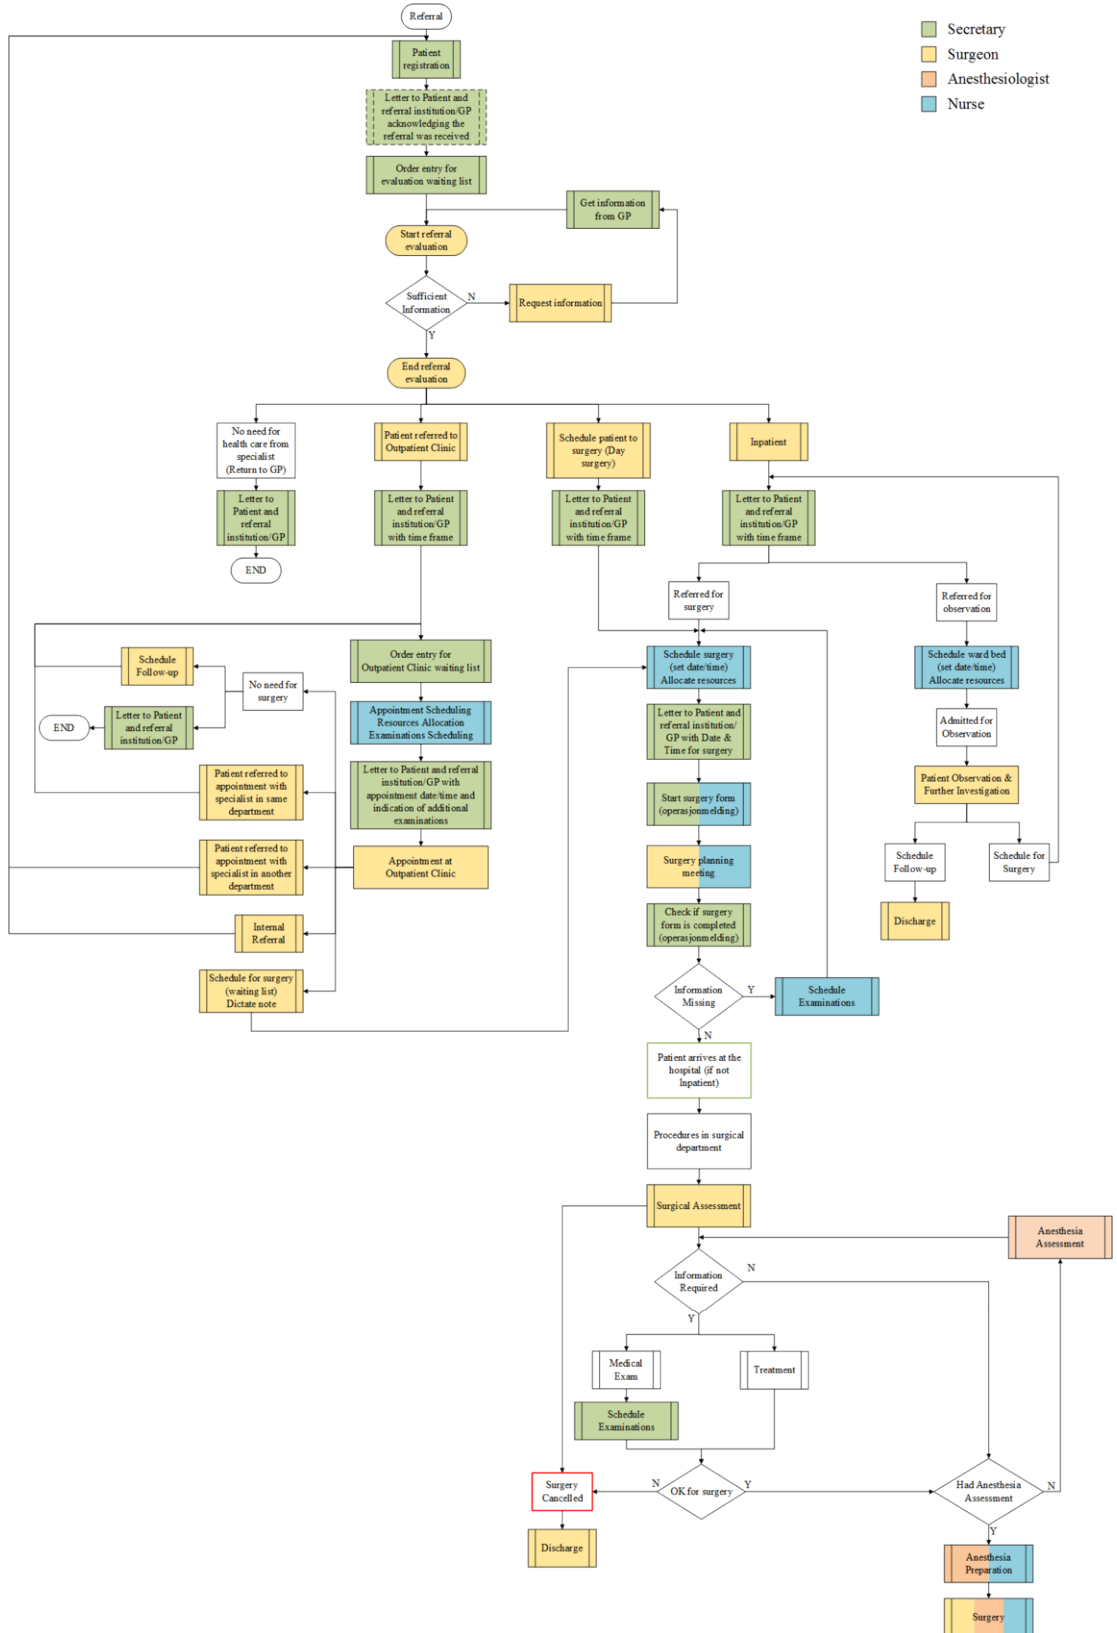 Referral
Secretary
Surgeon
Anesthesiologist
Nurse
Patient
registration
Letter to Patient and
referral institution/GP
acknowledging the
referral was received
Order entry for
evaluation waiting list
Get information
from GP
Start referral
evaluation
Sufficient
Information
N
Request information
Y
End referral
evaluation
No need for
health care from
specialist
(Return to GP)
Patient referred to
Outpatient Clinic
Schedule patient to
surgery (Day
surgery)
Inpatient
Letter to
Patient and
referral
institution/GP
Letter to Patient
and referral
institution/GP
with time frame
Letter to Patient
and referral
institution/GP
with time frame
Letter to Patient
and referral
institution/GP
with time frame
END
Referred for
surgery
Referred for
observation
Schedule
Follow-up
No need for
surgery
Order entry for
Outpatient Clinic waiting list
Schedule surgery
(set date/time)
Allocate resources
Schedule ward bed
(set date/time)
Allocate resources
END
Letter to Patient
and referral
institution/GP
Appointment Scheduling
Resources Allocation
Examinations Scheduling
Letter to Patient and
referral institution/
GP with Date &
Time for surgery
Admitted for
Observation
Patient referred to
appointment with
specialist in same
department
Letter to Patient and referral
institution/GP with
appointment date/time and
indication of additional
examinations
Start surgery form
(operasjonmelding)
Patient Observation &
Further Investigation
Patient referred to
appointment with
specialist in another
department
Appointment at
Outpatient Clinic
Surgery planning
meeting
Schedule
Follow-up
Schedule for
Surgery
Internal
Referral
Check if surgery
form is completed
(operasjonmelding)
Discharge
Schedule for surgery
(waiting list)
Dictate note
Information
Missing
Y
Schedule
Examinations
N
Patient arrives at the
hospital (if not
Inpatient)
Procedures in surgical
department
Surgical Assessment
Anesthesia
Assessment
Information
Required
N
Y
Medical
Exam
Treatment
Schedule
Examinations
Surgery
Cancelled
N
OK for surgery
Y
Had Anesthesia
Assessment
N
Y
Discharge
Anesthesia
Preparation
Surgery